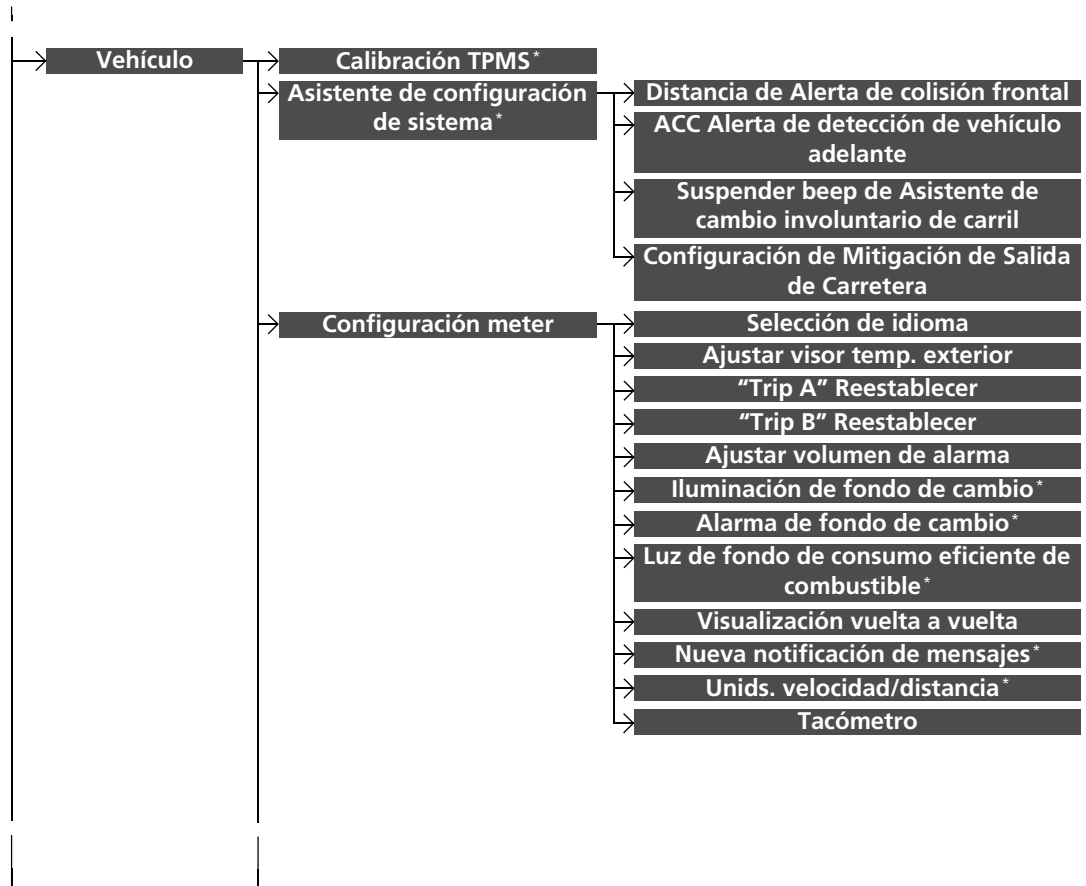 Vehículo
Calibración TPMS*
Asistente de configuración
de sistema*
Distancia de Alerta de colisión frontal
ACC Alerta de detección de vehículo
adelante
Suspender beep de Asistente de
cambio involuntario de carril
Configuración de Mitigación de Salida
de Carretera
Configuración meter
Selección de idioma
Ajustar visor temp. exterior
“Trip A” Reestablecer
“Trip B” Reestablecer
Ajustar volumen de alarma
Iluminación de fondo de cambio*
Alarma de fondo de cambio*
Luz de fondo de consumo eficiente de
combustible*
Visualización vuelta a vuelta
Nueva notificación de mensajes*
Unids. velocidad/distancia*
Tacómetro